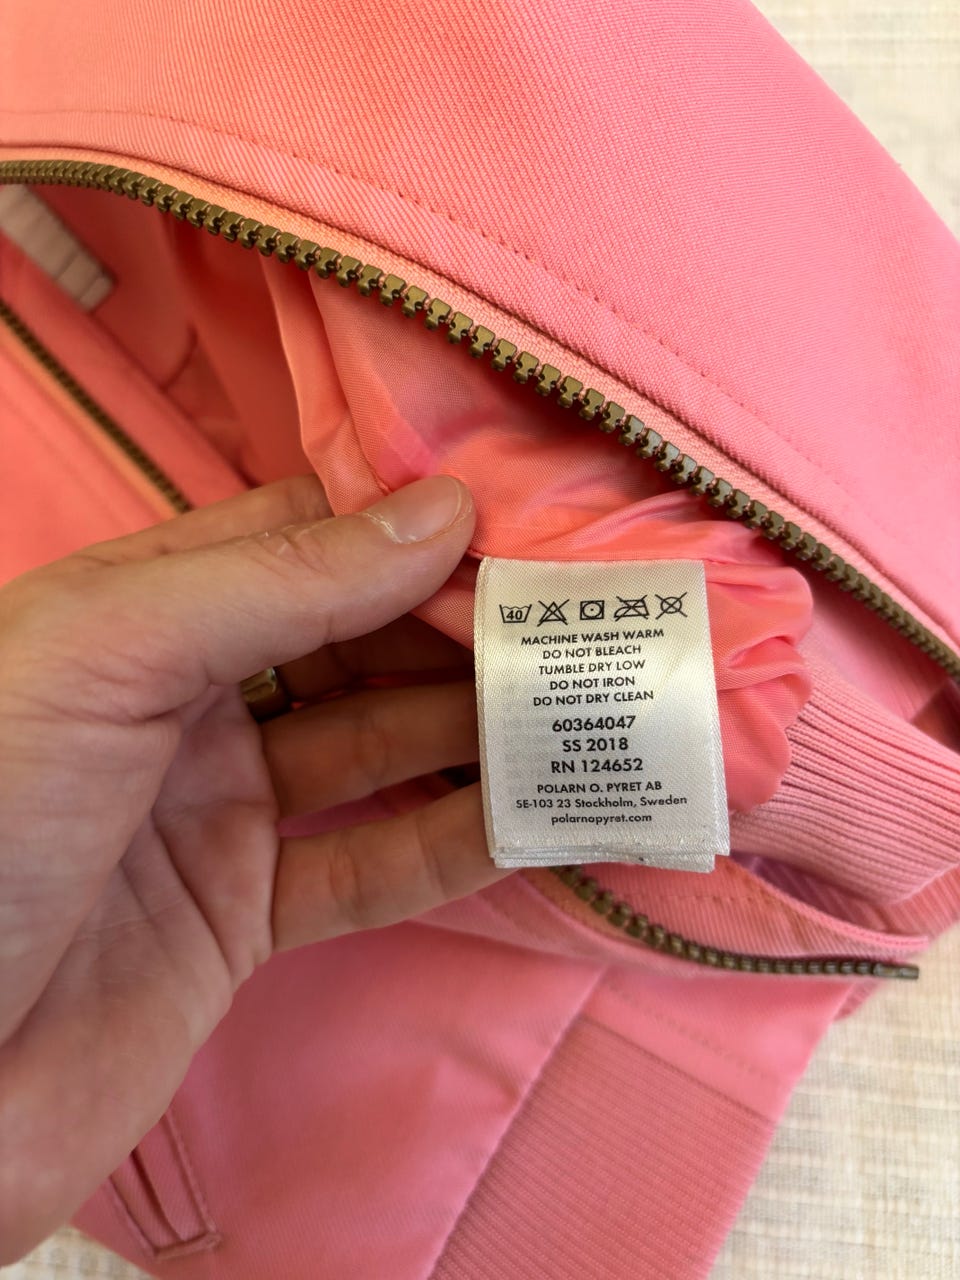 40
MACHINE WASH WARM
DO NOT BLEACH
TUMBLE DRY LOW
DO NOT IRON
DO NOT DRY CLEAN
60364047
SS 2018
RN 124652
POLARN O. PYRET AB
SE-103 23 Stockholm, Sweden
polarnopyret.com